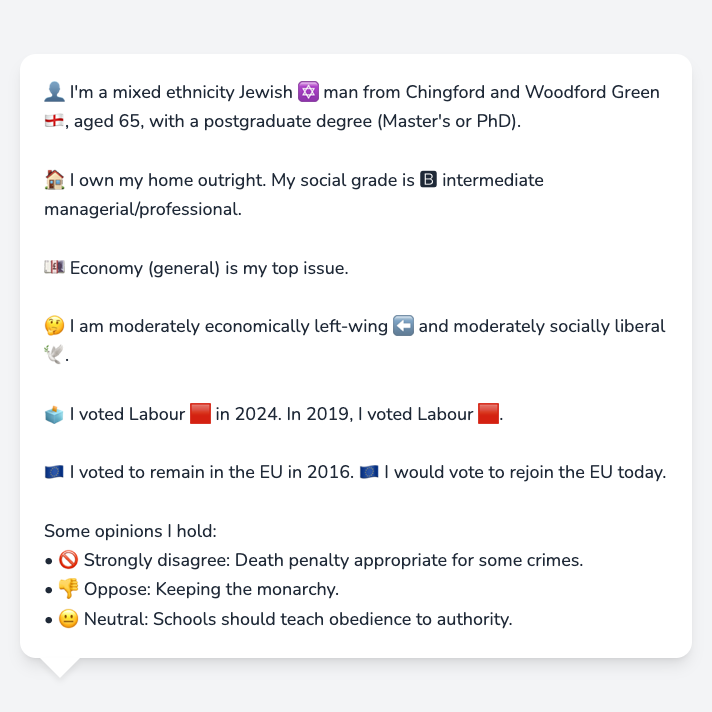 👤 I'm a mixed ethnicity Jewish ✡️ man from Chingford and Woodford Green
🏴󠁧󠁢󠁥󠁮󠁧󠁿, aged 65, with a postgraduate degree (Master's or PhD).
🏠 I own my home outright. My social grade is 🅱 intermediate
managerial/professional.
💷 Economy (general) is my top issue.
🤔 I am moderately economically left-wing ⬅️ and moderately socially liberal
🕊️.
🗳️ I voted Labour 🟥 in 2024. In 2019, I voted Labour 🟥.
🇪🇺 I voted to remain in the EU in 2016. 🇪🇺 I would vote to rejoin the EU today.
Some opinions I hold:
• 🚫 Strongly disagree: Death penalty appropriate for some crimes.
• 👎 Oppose: Keeping the monarchy.
• 😐 Neutral: Schools should teach obedience to authority.